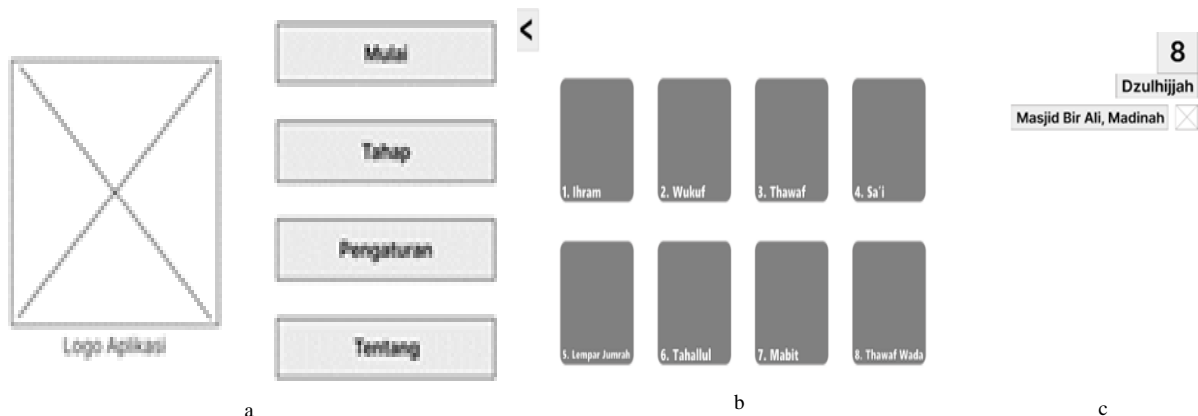 Mulai
Tahap
Pengaturan
Tentang
Logo Aplikasi
a
<
1. Ihram
2. Wukuf
3. Thawaf
4. Sa'i
5. Lempar Jumrah
6. Tahallul
7. Mabit
8. Thawaf Wada
b
8
Dzulhijjah
Masjid Bir Ali, Madinah
c